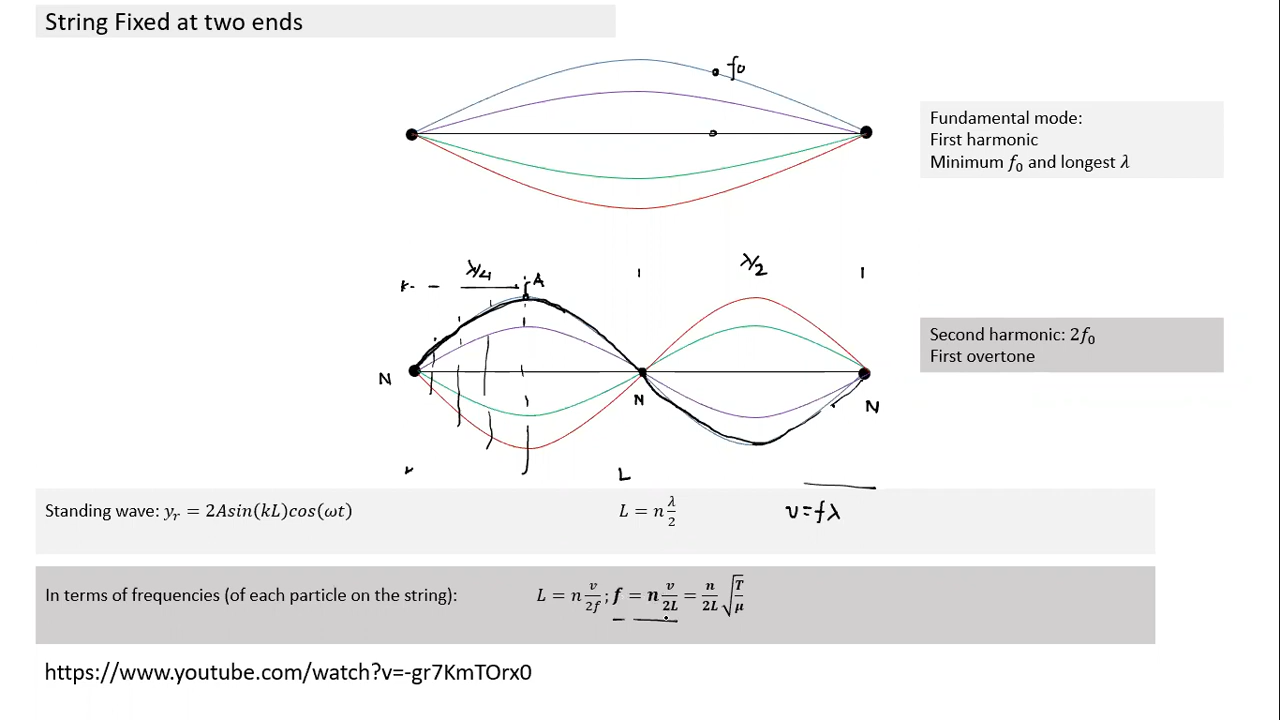 String Fixed at two ends
f₀
Fundamental mode:
First harmonic
Minimum f₀ and longest λ
λ/4
A
λ/2
Second harmonic: 2f₀
First overtone
N
N
N
L
Standing wave: yᵣ = 2Asin(kL)cos(ωt)
L = n λ/2
v=fλ
In terms of frequencies (of each particle on the string):
L = n v/2f ; f = n v/2L = n/2L √T/μ
https://www.youtube.com/watch?v=-gr7KmTOrx0